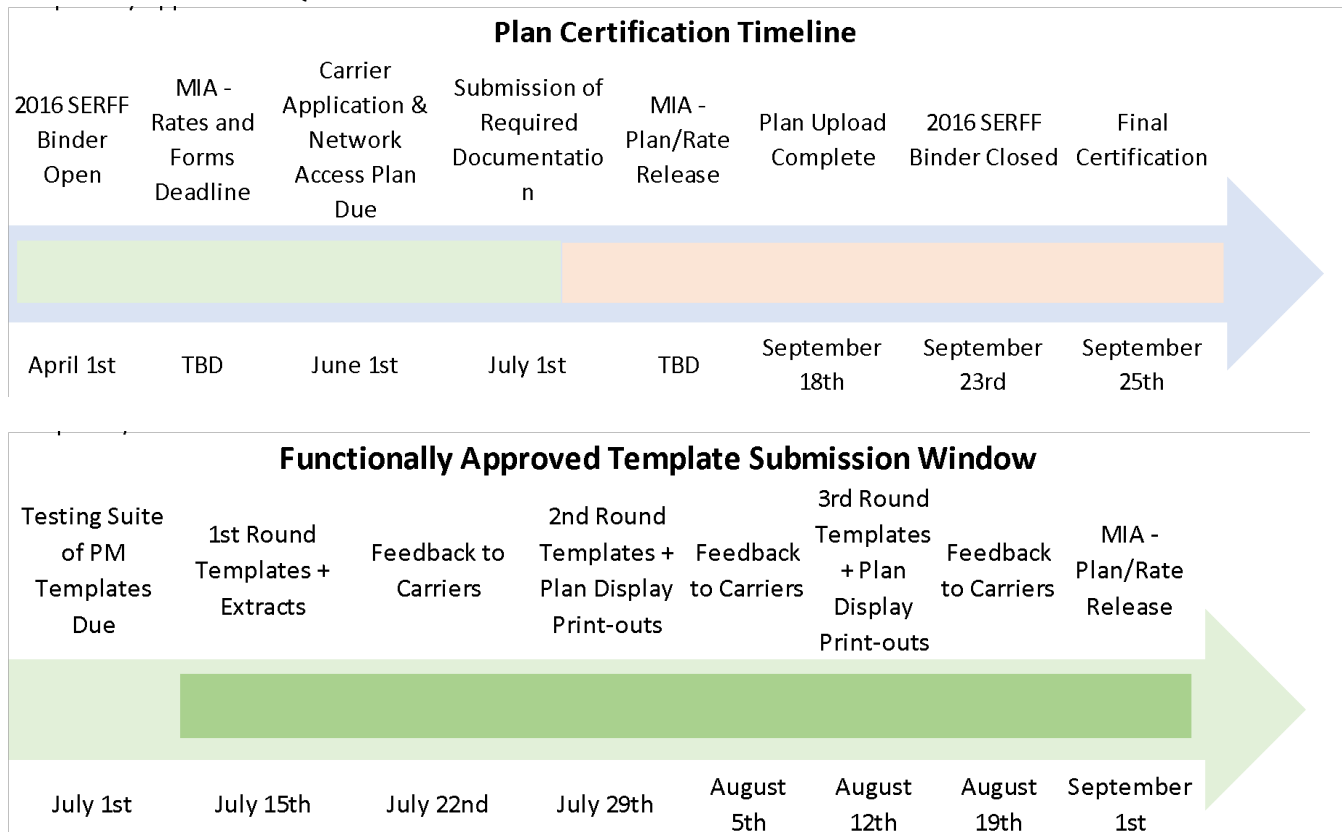 Plan Certification Timeline
2016 SERFF
Binder
Open
MIA -
Rates and
Forms
Deadline
Carrier
Application &
Network
Access Plan
Due
Submission of
Required
Documentatio
n
MIA -
Plan/Rate
Release
Plan Upload
Complete
2016 SERFF
Binder Closed
Final
Certification
April 1st
TBD
June 1st
July 1st
TBD
September
18th
September
23rd
September
25th
Functionally Approved Template Submission Window
Testing Suite
of PM
Templates
Due
1st Round
Templates +
Extracts
Feedback to
Carriers
2nd Round
Templates +
Plan Display
Print-outs
Feedback
to Carriers
3rd Round
Templates
+ Plan
Display
Print-outs
Feedback
to Carriers
MIA -
Plan/Rate
Release
July 1st
July 15th
July 22nd
July 29th
August
5th
August
12th
August
19th
September
1st